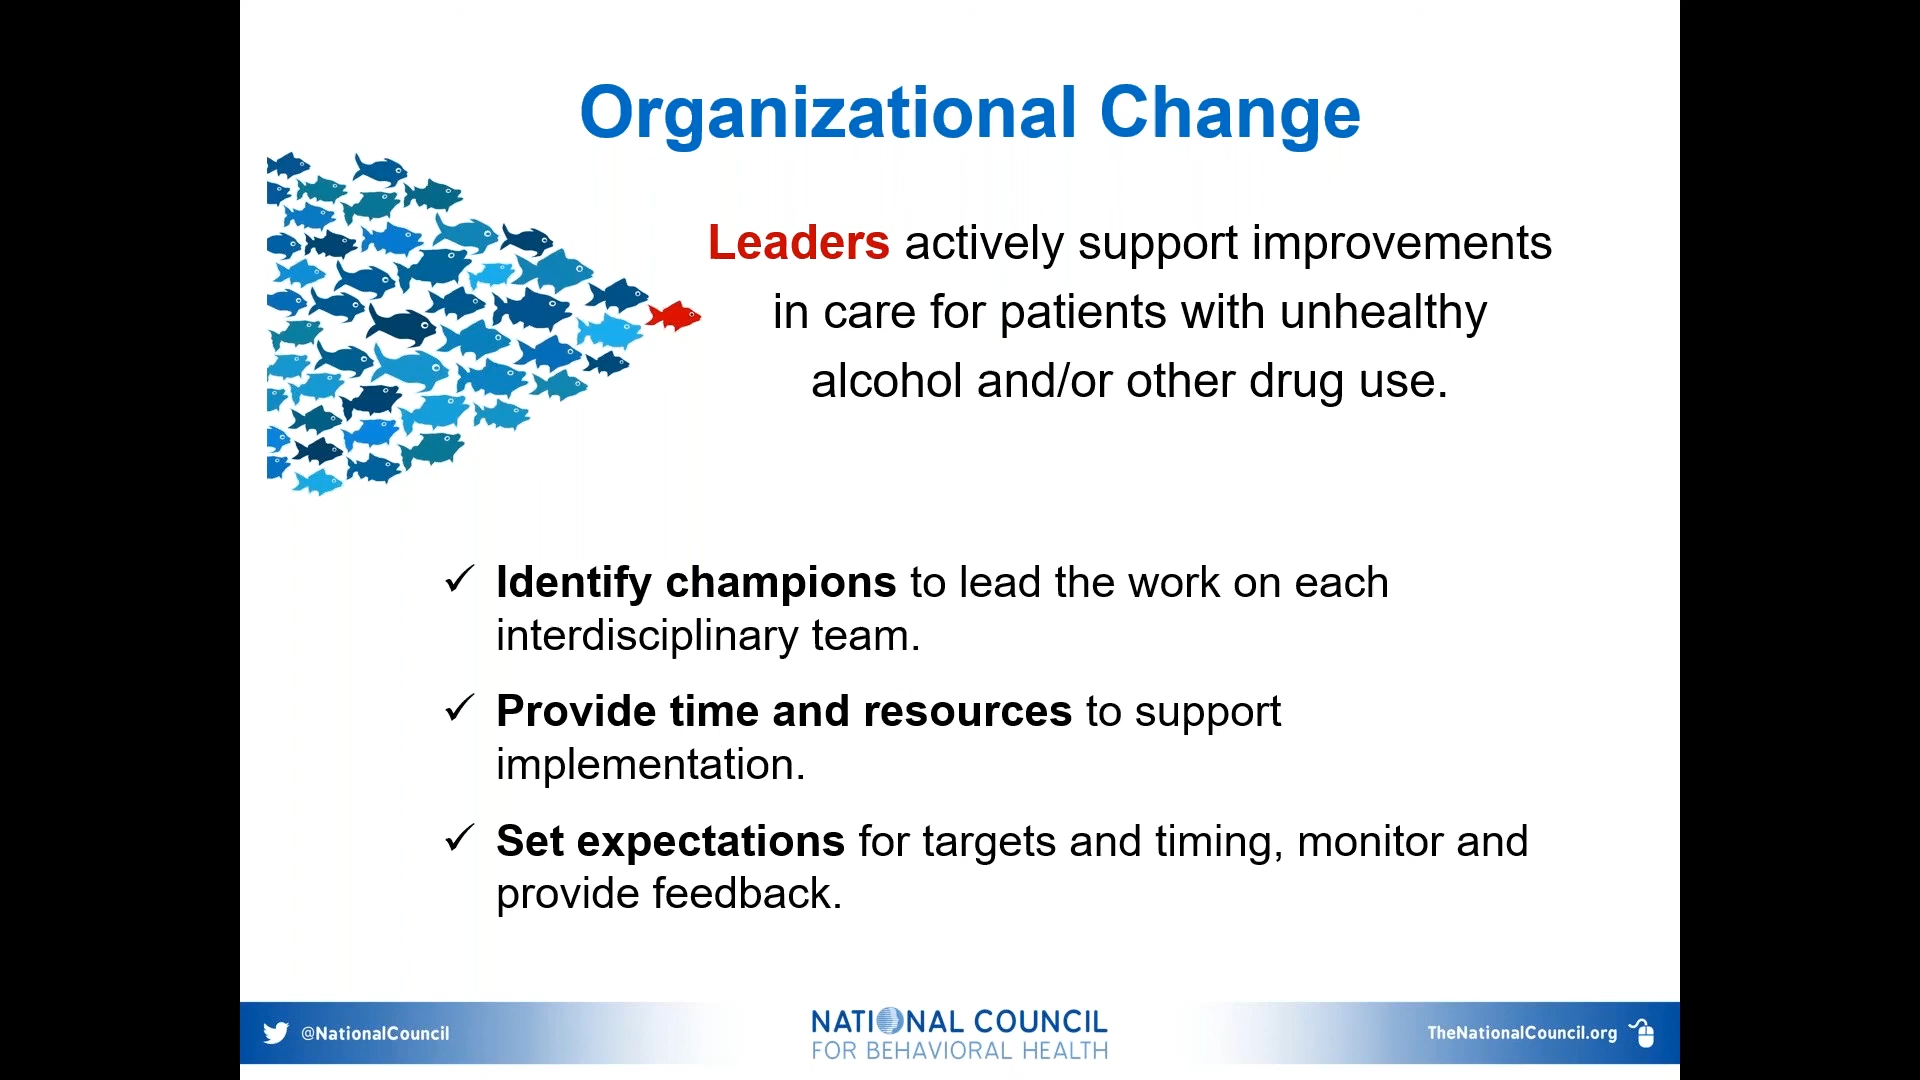 Organizational Change
Leaders actively support improvements
in care for patients with unhealthy
alcohol and/or other drug use.
✓ Identify champions to lead the work on each
interdisciplinary team.
✓ Provide time and resources to support
implementation.
✓ Set expectations for targets and timing, monitor and
provide feedback.
@NationalCouncil
NATIONAL COUNCIL
FOR BEHAVIORAL HEALTH
TheNationalCouncil.org